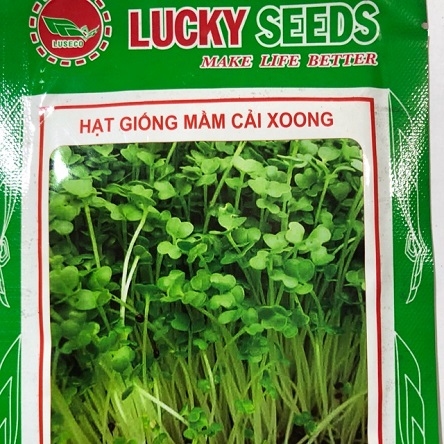 LUCKY SEEDS
LUSECO
MAKE LIFE BETTER
HẠT GIỐNG MẦM CẢI XOONG